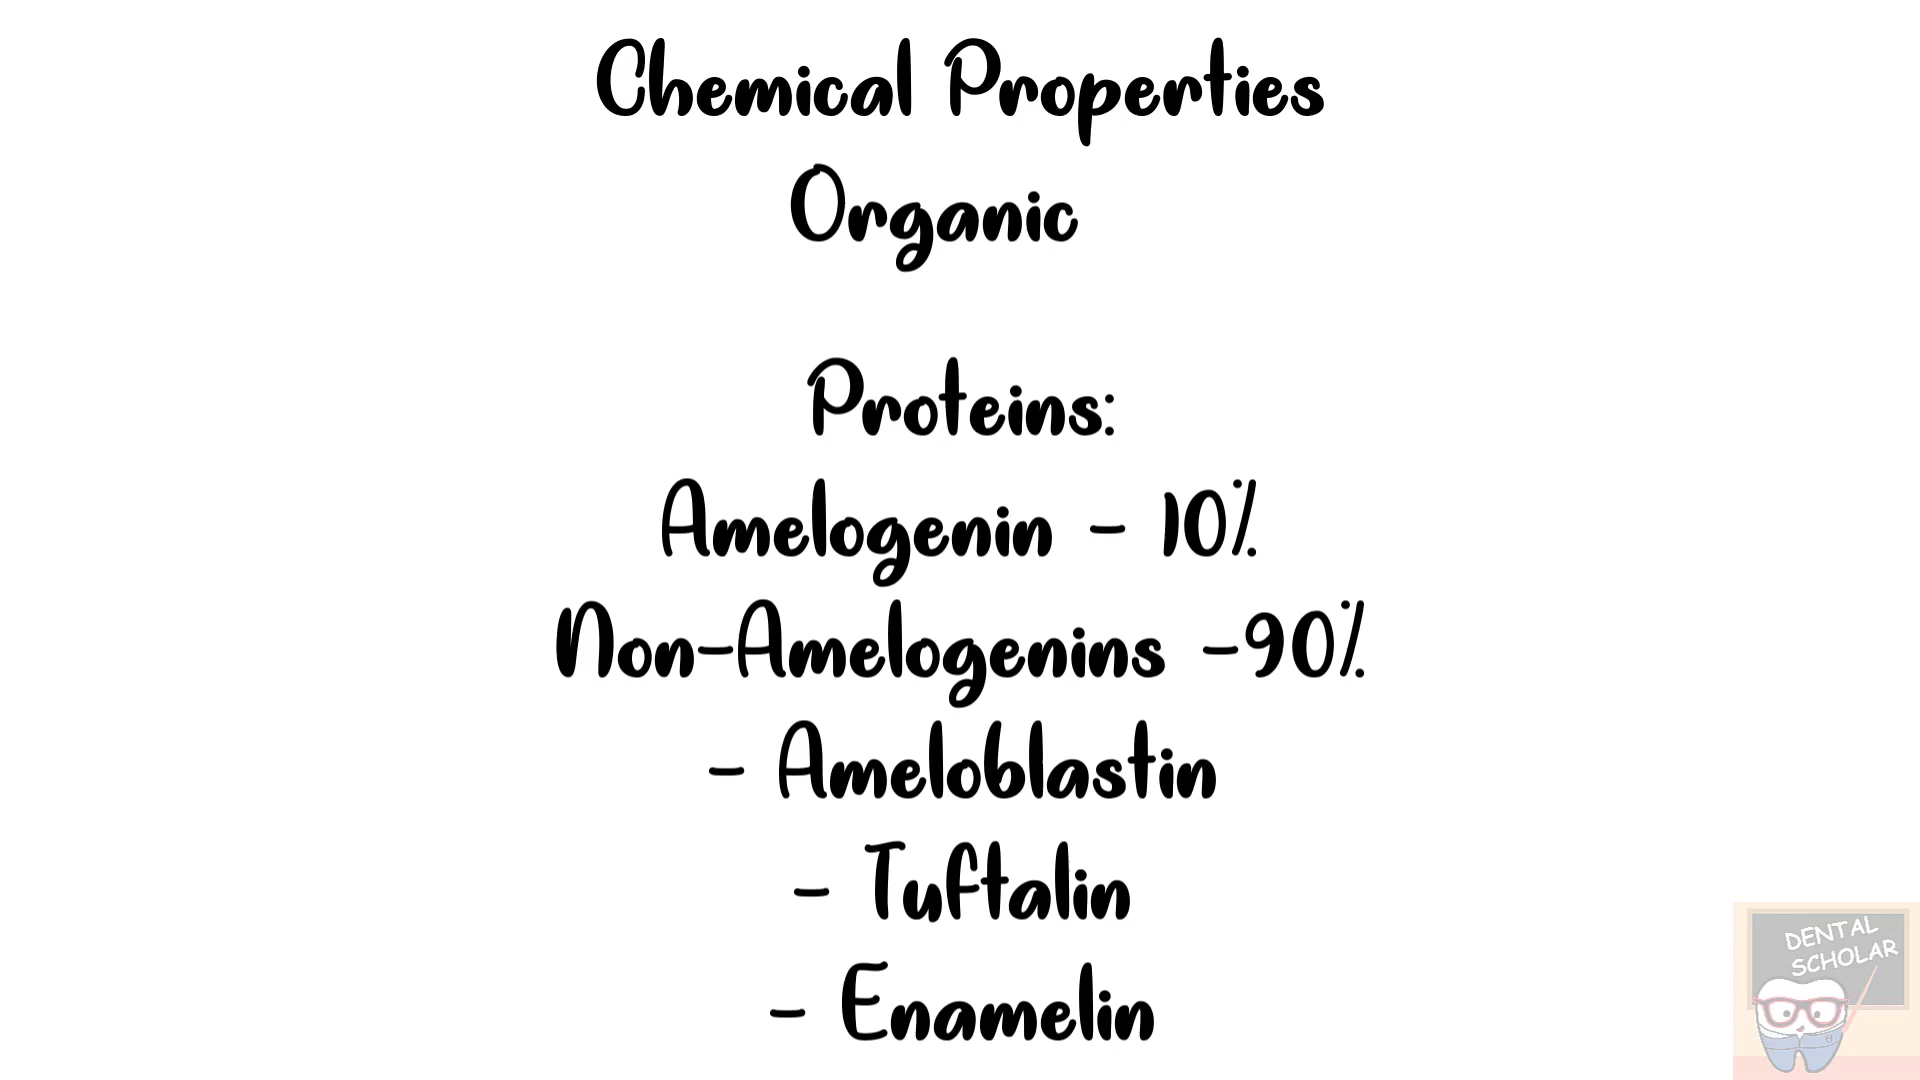 Chemical Properties
Organic
Proteins:
Amelogenin - 10%
Non-Amelogenins -90%
- Ameloblastin
- Tuftalin
- Enamelin
DENTAL
SCHOLAR